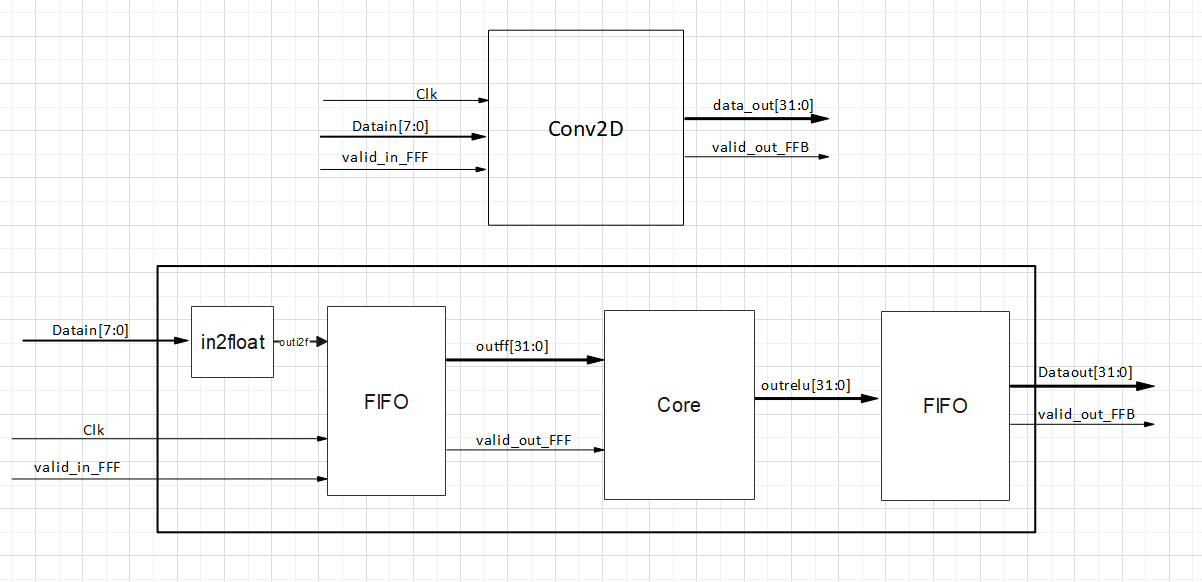 Clk
Datain[7:0]
valid_in_FFF
Conv2D
data_out[31:0]
valid_out_FFB
Datain[7:0]
in2float
outi2f
Clk
valid_in_FFF
FIFO
outff[31:0]
valid_out_FFF
Core
outrelu[31:0]
FIFO
Dataout[31:0]
valid_out_FFB